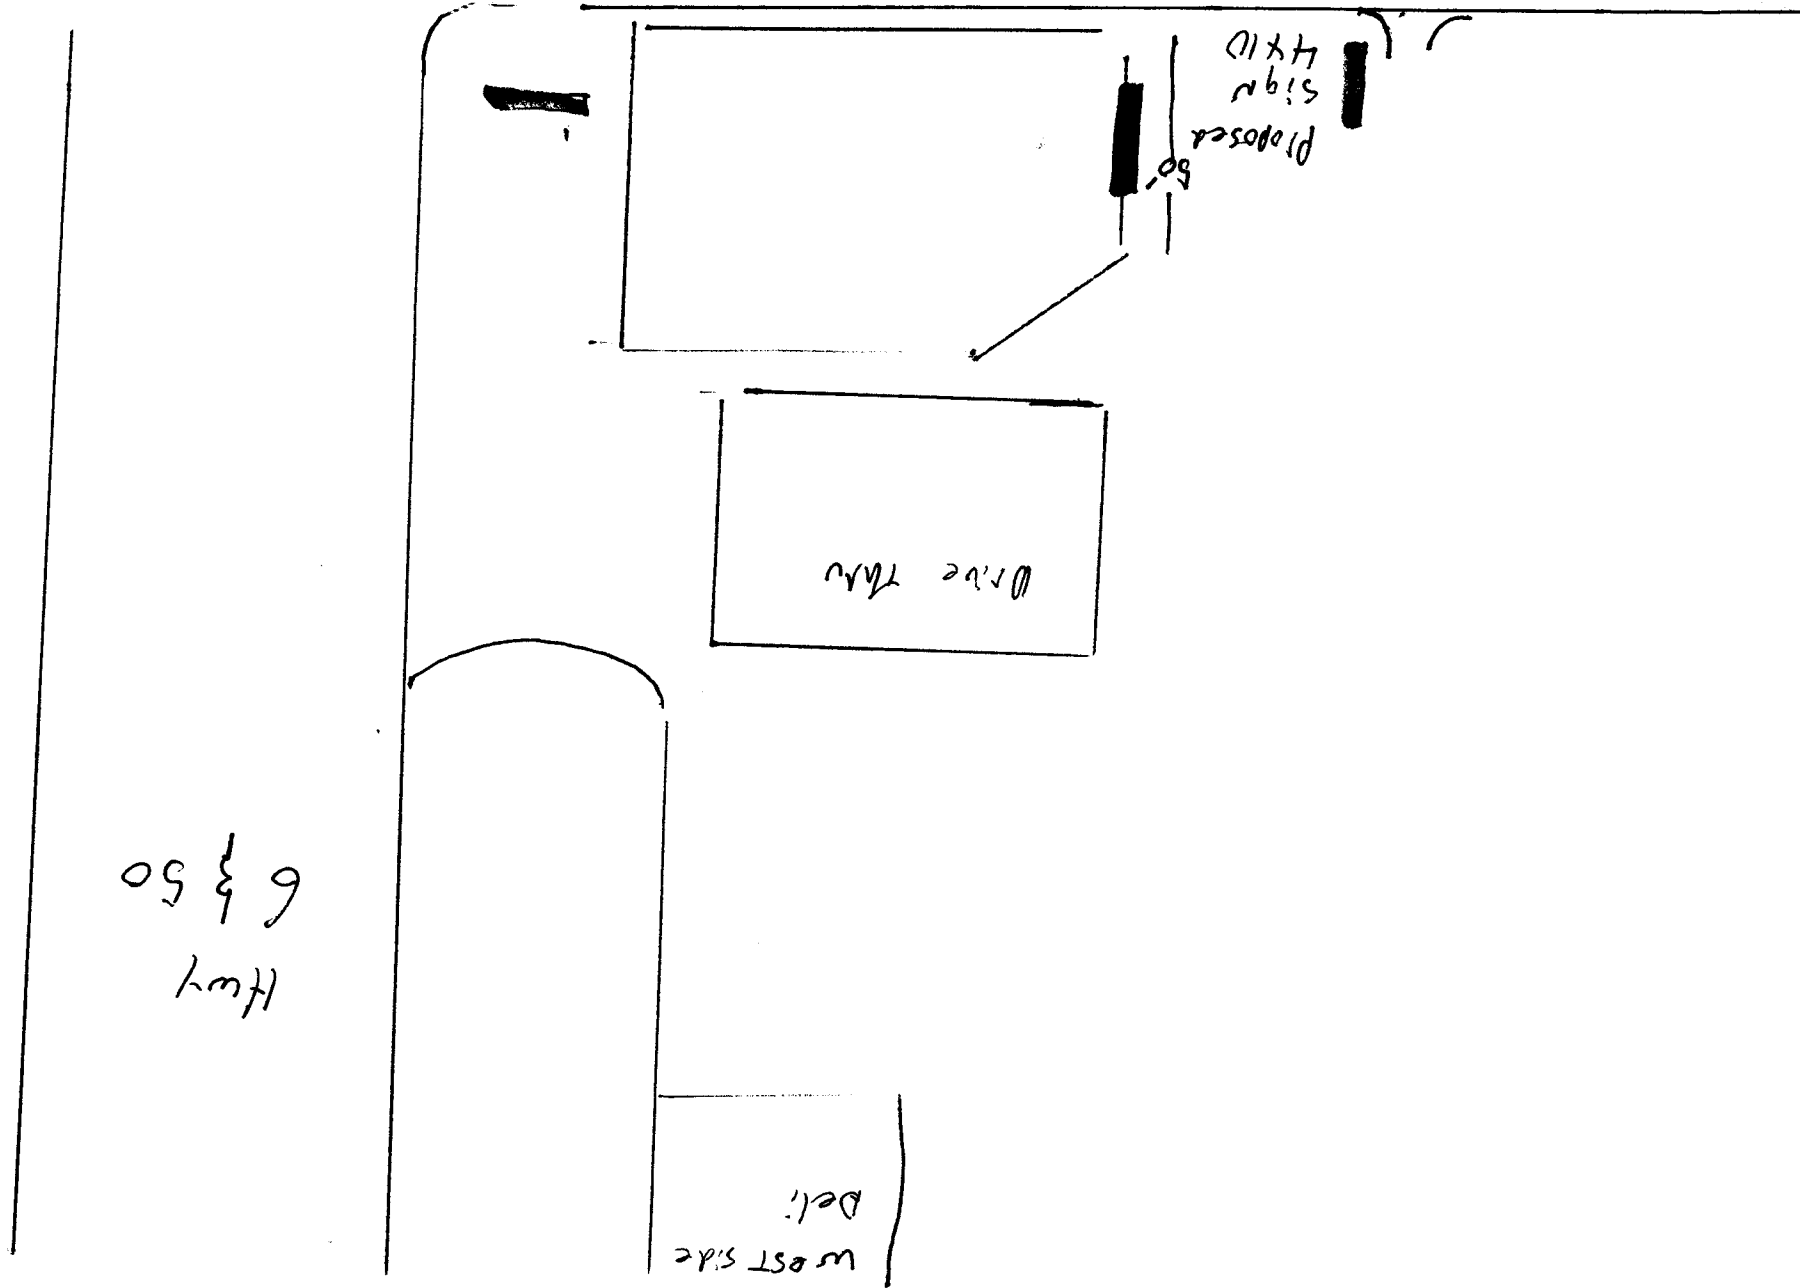 West side
Deli
Hwy
6 & 50
Drive Thru
50'
Proposed
Sign
4x10